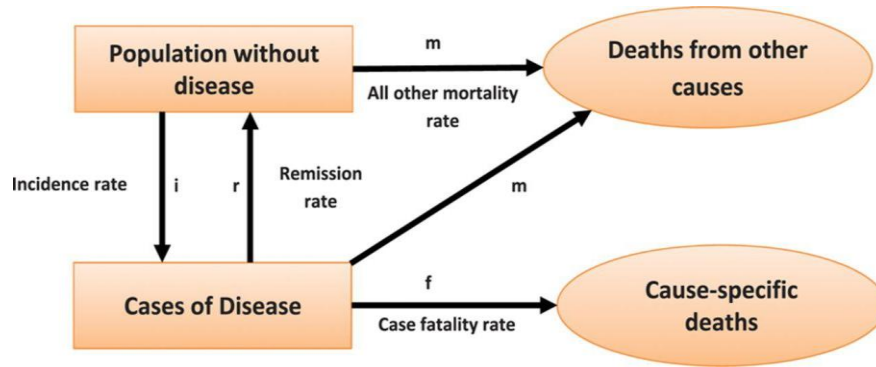 Population without
disease
m
All other mortality
rate
Deaths from other
causes
Incidence rate
i
r
Remission
rate
m
Cases of Disease
f
Case fatality rate
Cause-specific
deaths